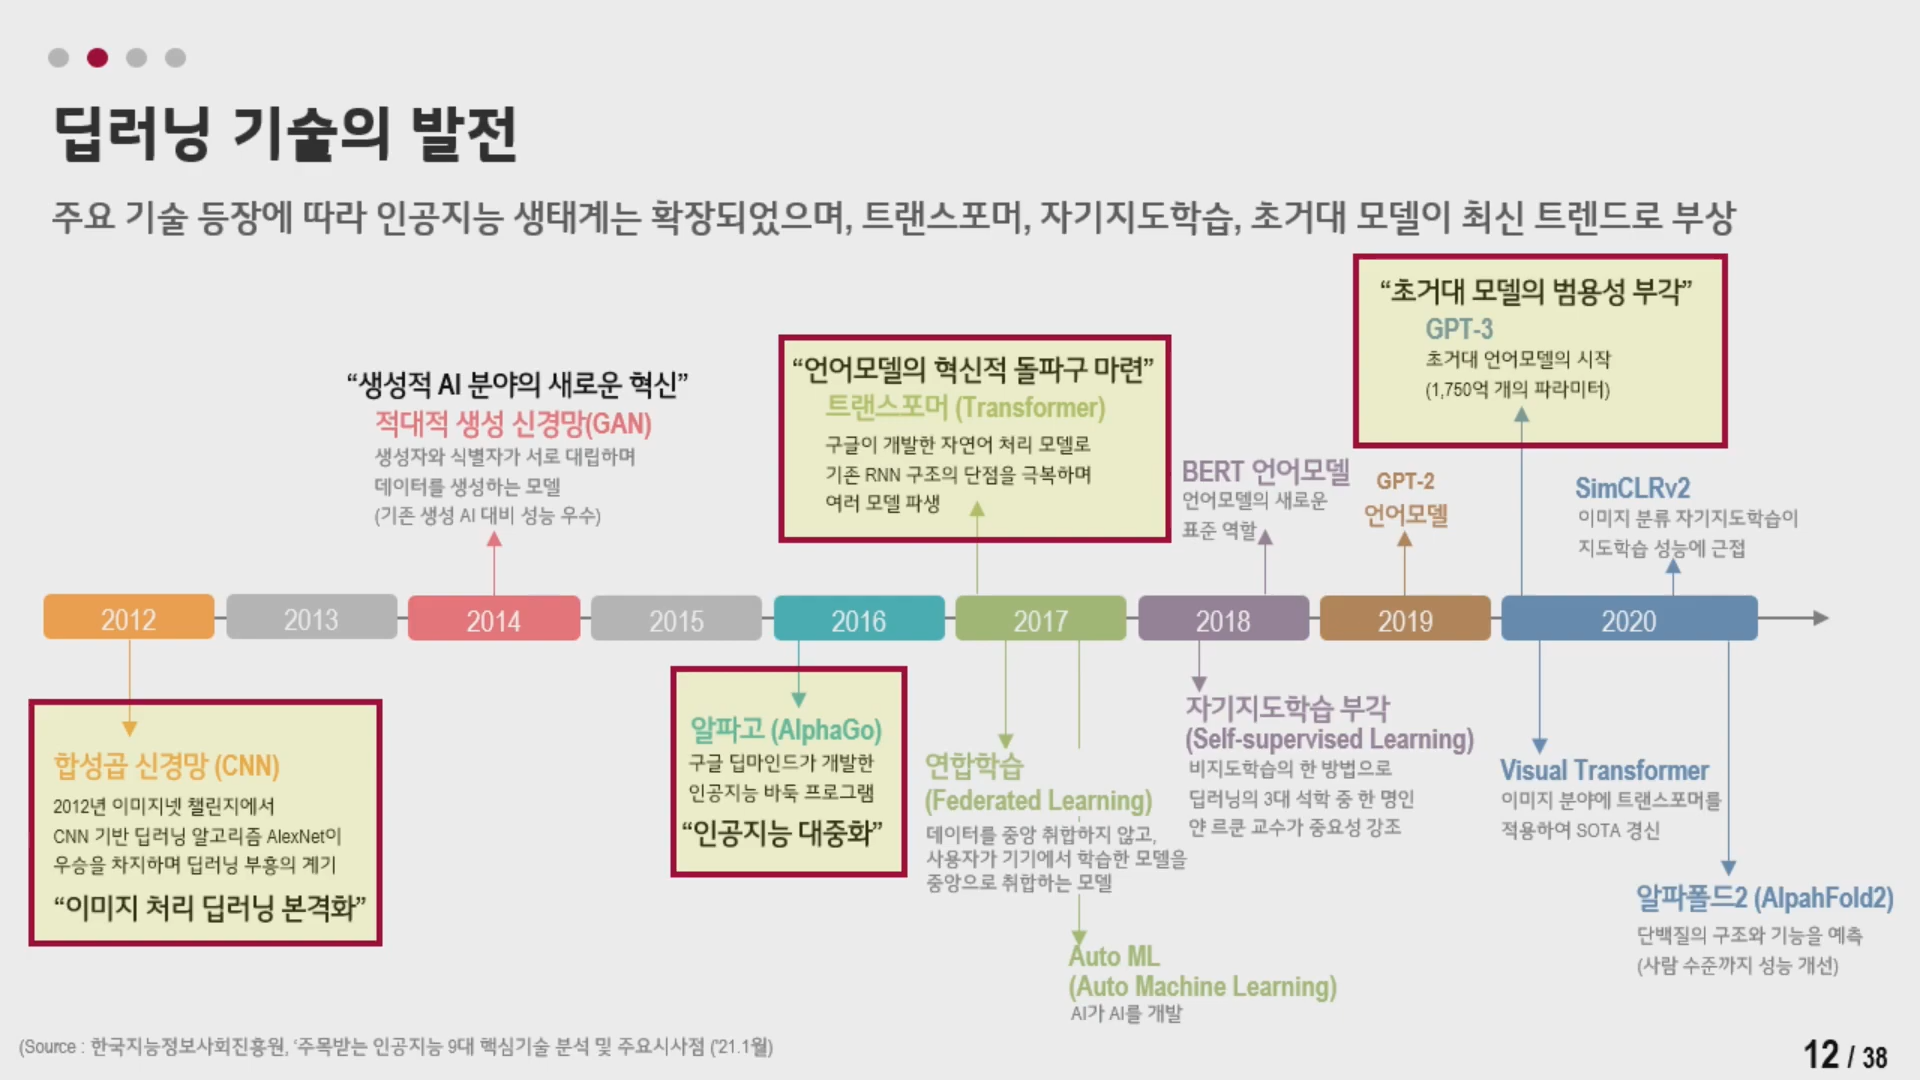 딥러닝 기술의 발전
주요 기술 등장에 따라 인공지능 생태계는 확장되었으며, 트랜스포머, 자기지도학습, 초거대 모델이 최신 트렌드로 부상
“생성적 AI 분야의 새로운 혁신”
적대적 생성 신경망(GAN)
생성자와 식별자가 서로 대립하며
데이터를 생성하는 모델
(기존 생성 AI 대비 성능 우수)
“언어모델의 혁신적 돌파구 마련”
트랜스포머 (Transformer)
구글이 개발한 자연어 처리 모델로
기존 RNN 구조의 단점을 극복하며
여러 모델 파생
BERT 언어모델
언어모델의 새로운
표준 역할
GPT-2
언어모델
“초거대 모델의 범용성 부각”
GPT-3
초거대 언어모델의 시작
(1,750억 개의 파라미터)
SimCLRv2
이미지 분류 자기지도학습이
지도학습 성능에 근접
2012 2013 2014 2015 2016 2017 2018 2019 2020
합성곱 신경망 (CNN)
2012년 이미지넷 챌린지에서
CNN 기반 딥러닝 알고리즘 AlexNet이
우승을 차지하며 딥러닝 부흥의 계기
“이미지 처리 딥러닝 본격화”
알파고 (AlphaGo)
구글 딥마인드가 개발한
인공지능 바둑 프로그램
“인공지능 대중화”
연합학습
(Federated Learning)
데이터를 중앙 취합하지 않고,
사용자가 기기에서 학습한 모델을
중앙으로 취합하는 모델
Auto ML
(Auto Machine Learning)
AI가 AI를 개발
자기지도학습 부각
(Self-supervised Learning)
비지도학습의 한 방법으로
딥러닝의 3대 석학 중 한 명인
얀 르쿤 교수가 중요성 강조
Visual Transformer
이미지 분야에 트랜스포머를
적용하여 SOTA 경신
알파폴드2 (AlpahFold2)
단백질의 구조와 기능을 예측
(사람 수준까지 성능 개선)
(Source : 한국지능정보사회진흥원, ‘주목받는 인공지능 9대 핵심기술 분석 및 주요시사점 ('21.1월)
12 / 38